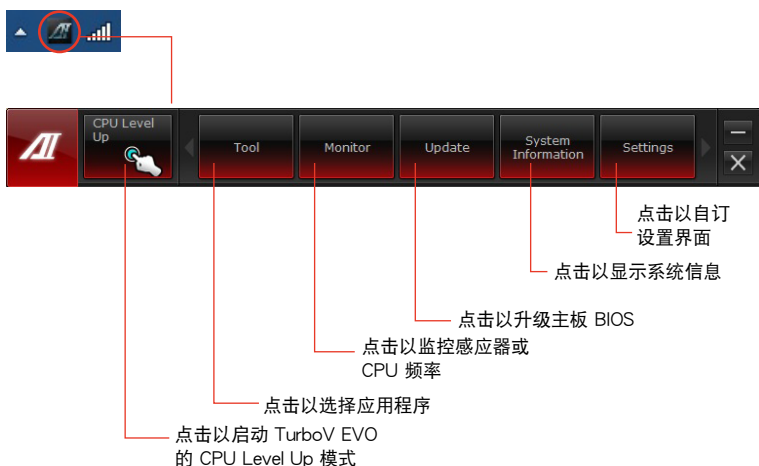 CPU Level
Up
Tool
Monitor
Update
System
Information
Settings
点击以自订
设置界面
点击以显示系统信息
点击以升级主板 BIOS
点击以监控感应器或
CPU 频率
点击以选择应用程序
点击以启动 TurboV EVO
的 CPU Level Up 模式